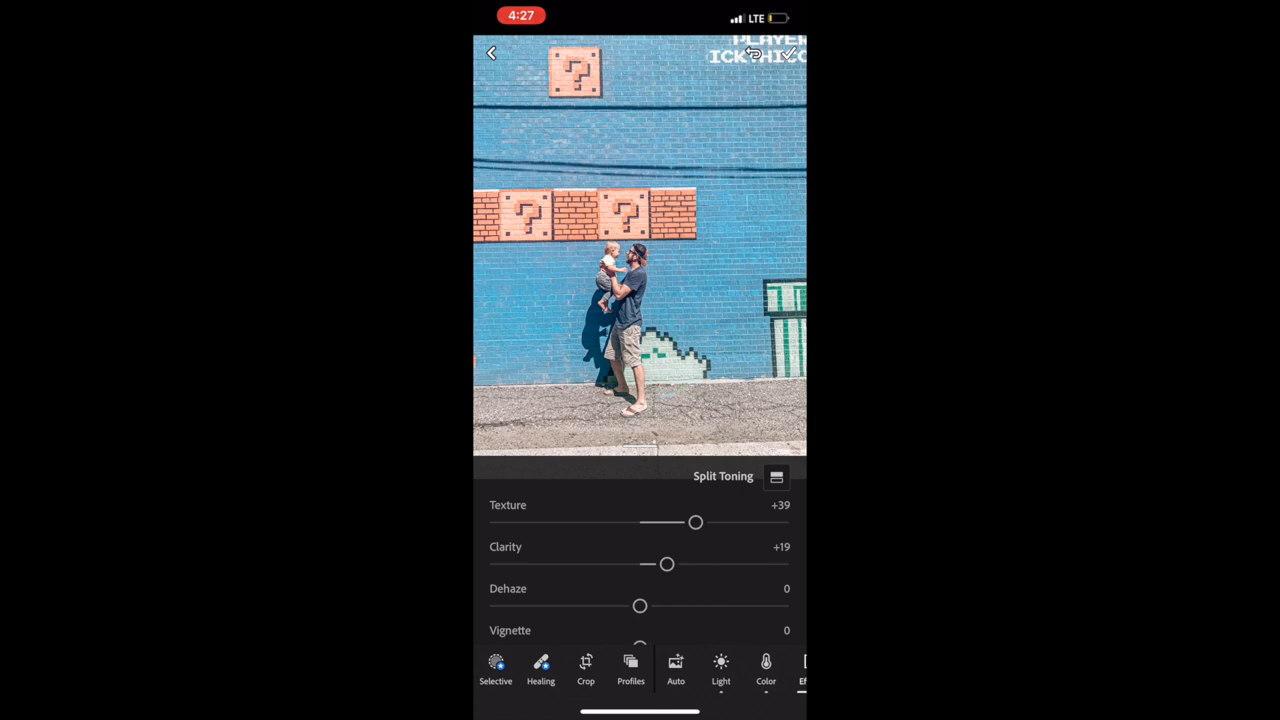 4:27
LTE
PLAYER
?
?
?
Split Toning
Texture +39
Clarity +19
Dehaze 0
Vignette 0
Selective Healing Crop Profiles Auto Light Color